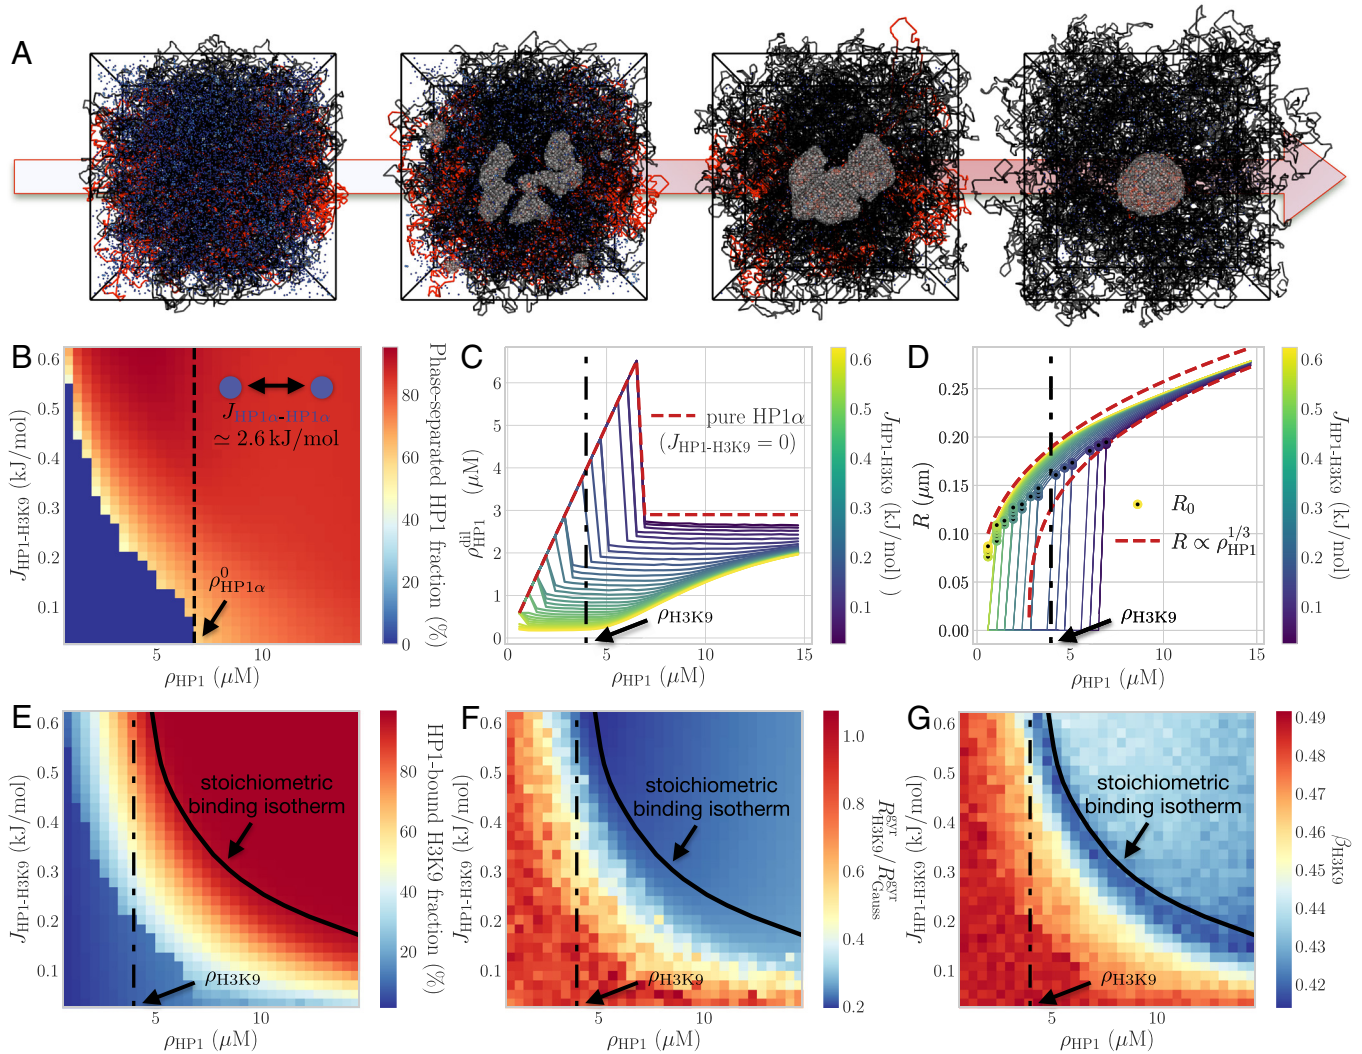 A
B
0.6
0.5
0.4
0.3
0.2
0.1
J_HP1-H3K9 (kJ/mol)
J_HP1α-HP1α
≃ 2.6 kJ/mol
ρ⁰_HP1α
5
10
ρ_HP1 (μM)
80
60
40
20
0
Phase-separated HP1 fraction (%)
C
6
5
4
3
2
1
0
ρ^dil_HP1 (μM)
pure HP1α
(J_HP1-H3K9 = 0)
ρ_H3K9
0
5
10
15
ρ_HP1 (μM)
0.6
0.5
0.4
0.3
0.2
0.1
J_HP1-H3K9 (kJ/mol)
D
0.25
0.20
0.15
0.10
0.05
0.00
R (μm)
R₀
R ∝ ρ^1/3_HP1
ρ_H3K9
0
5
10
15
ρ_HP1 (μM)
0.6
0.5
0.4
0.3
0.2
0.1
J_HP1-H3K9 (kJ/mol)
E
0.6
0.5
0.4
0.3
0.2
0.1
J_HP1-H3K9 (kJ/mol)
stoichiometric
binding isotherm
ρ_H3K9
5
10
ρ_HP1 (μM)
80
60
40
20
HP1-bound H3K9 fraction (%)
F
0.6
0.5
0.4
0.3
0.2
0.1
J_HP1-H3K9 (kJ/mol)
stoichiometric
binding isotherm
ρ_H3K9
5
10
ρ_HP1 (μM)
1.0
0.8
0.6
0.4
0.2
R^gyr_H3K9/R^gyr_Gauss
G
0.6
0.5
0.4
0.3
0.2
0.1
J_HP1-H3K9 (kJ/mol)
stoichiometric
binding isotherm
ρ_H3K9
5
10
ρ_HP1 (μM)
0.49
0.48
0.47
0.46
0.45
0.44
0.43
0.42
β_H3K9